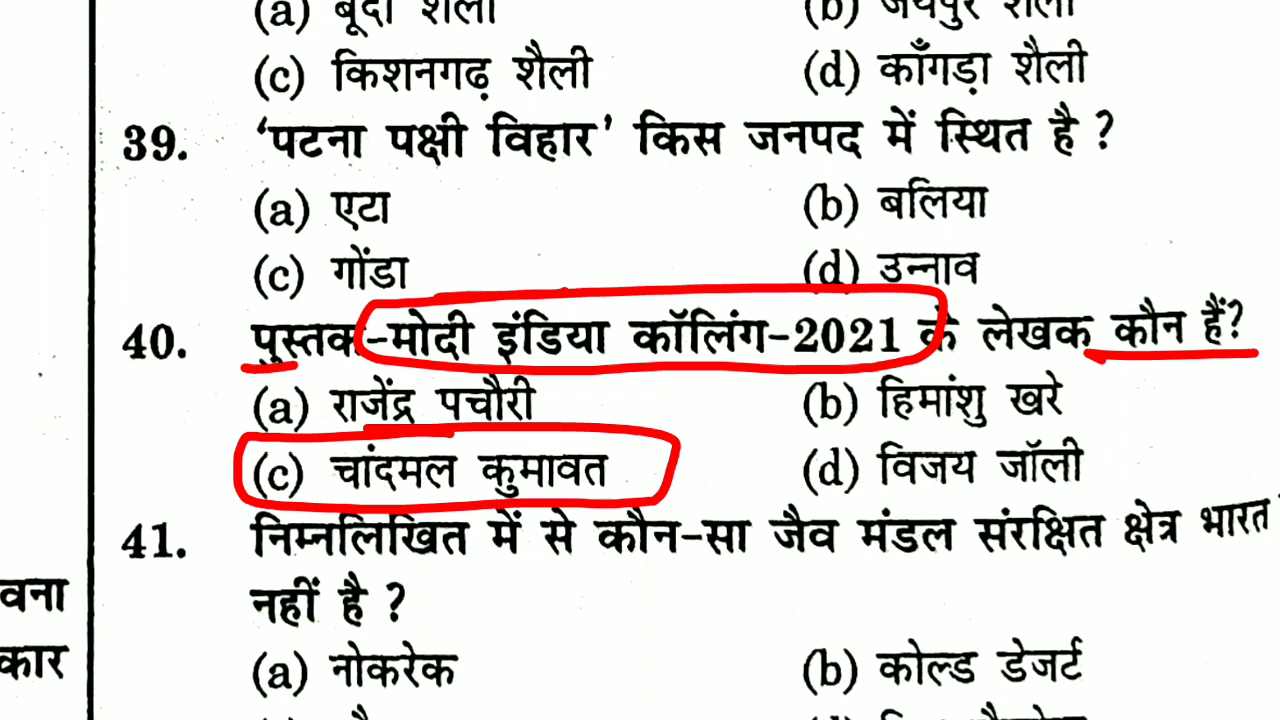 (a) बूंदी शैली (b) जयपुर शैली
(c) किशनगढ़ शैली (d) काँगड़ा शैली
39. ‘पटना पक्षी विहार’ किस जनपद में स्थित है ?
(a) एटा (b) बलिया
(c) गोंडा (d) उन्नाव
40. पुस्तक-मोदी इंडिया कॉलिंग-2021 के लेखक कौन हैं?
(a) राजेंद्र पचौरी (b) हिमांशु खरे
(c) चांदमल कुमावत (d) विजय जॉली
41. निम्नलिखित में से कौन-सा जैव मंडल संरक्षित क्षेत्र भारत
नहीं है ?
वना
कार
(a) नोकरेक (b) कोल्ड डेजर्ट